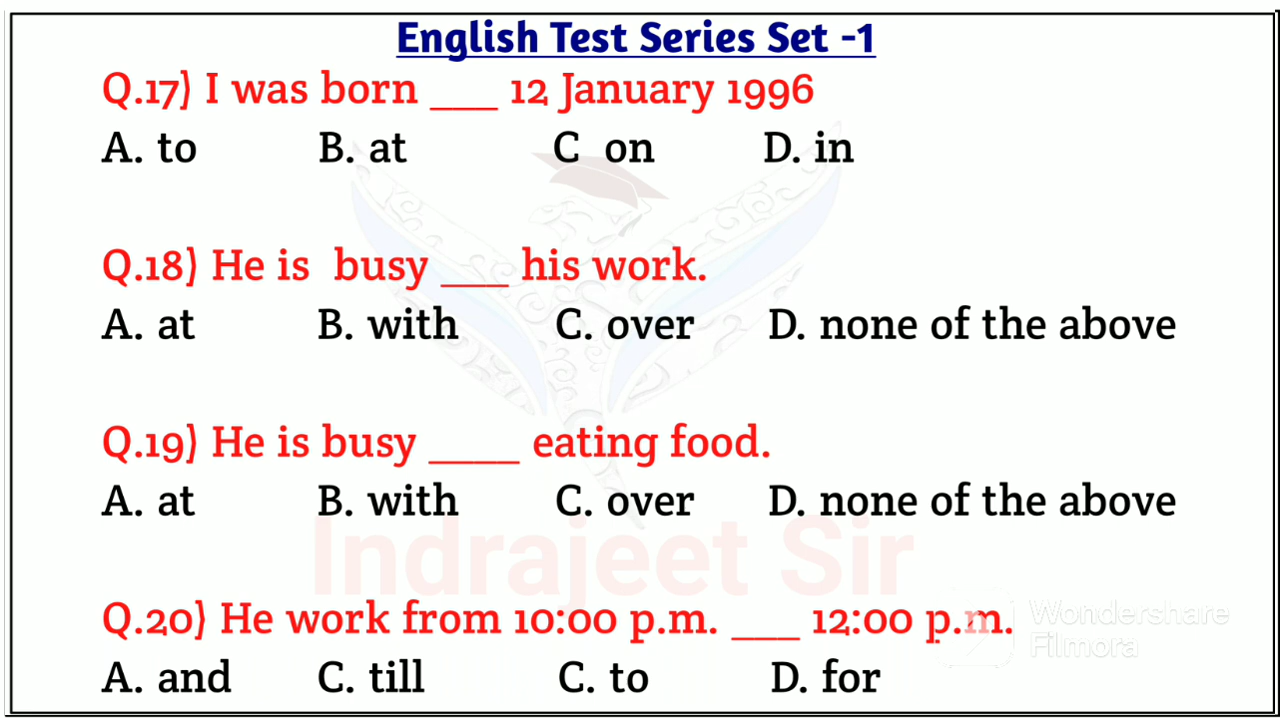 English Test Series Set -1
Q.17) I was born ___ 12 January 1996
A. to B. at C on D. in
Q.18) He is busy ___ his work.
A. at B. with C. over D. none of the above
Q.19) He is busy ____ eating food.
A. at B. with C. over D. none of the above
Indrajeet Sir
Q.20) He work from 10:00 p.m. ___ 12:00 p.m.
Wondershare
Filmora
A. and C. till C. to D. for